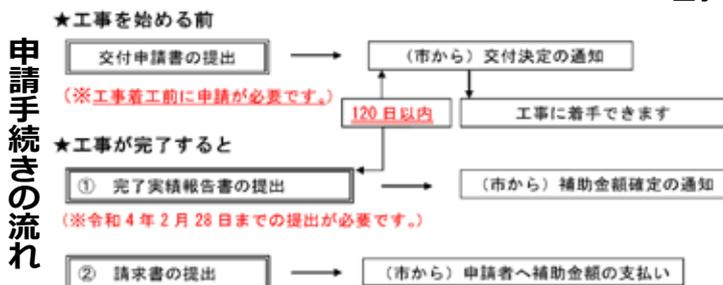 申請手続きの流れ
★工事を始める前
交付申請書の提出
(市から)交付決定の通知
(※工事着工前に申請が必要です。)
120日以内
工事に着手できます
★工事が完了すると
① 完了実績報告書の提出
(市から)補助金額確定の通知
(※令和4年2月28日までの提出が必要です。)
② 請求書の提出
(市から)申請者へ補助金額の支払い